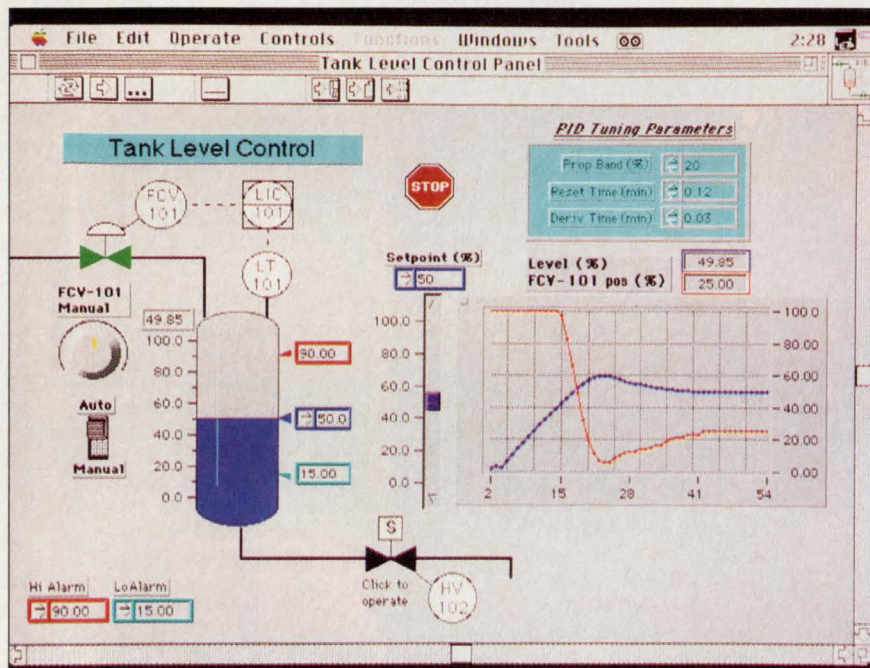 File Edit Operate Controls Functions Windows Tools 2:28
Tank Level Control Panel
Tank Level Control
PID Tuning Parameters
Prop Band (%) 20
Reset Time (min) 0.12
Deriv Time (min) 0.03
FCV
101
LIC
101
STOP
LT
101
Setpoint (%)
50
Level (%) 49.85
FCV-101 pos (%) 25.00
FCV-101
Manual
49.85
100.0
80.0
60.0
40.0
20.0
0.0
90.00
50.0
15.00
Auto
Manual
100.0
80.0
60.0
40.0
20.0
0.0
100.0
80.00
60.00
40.00
20.00
0.00
2 15 28 41 54
S
Click to
operate
HV
102
Hi Alarm LoAlarm
90.00 15.00